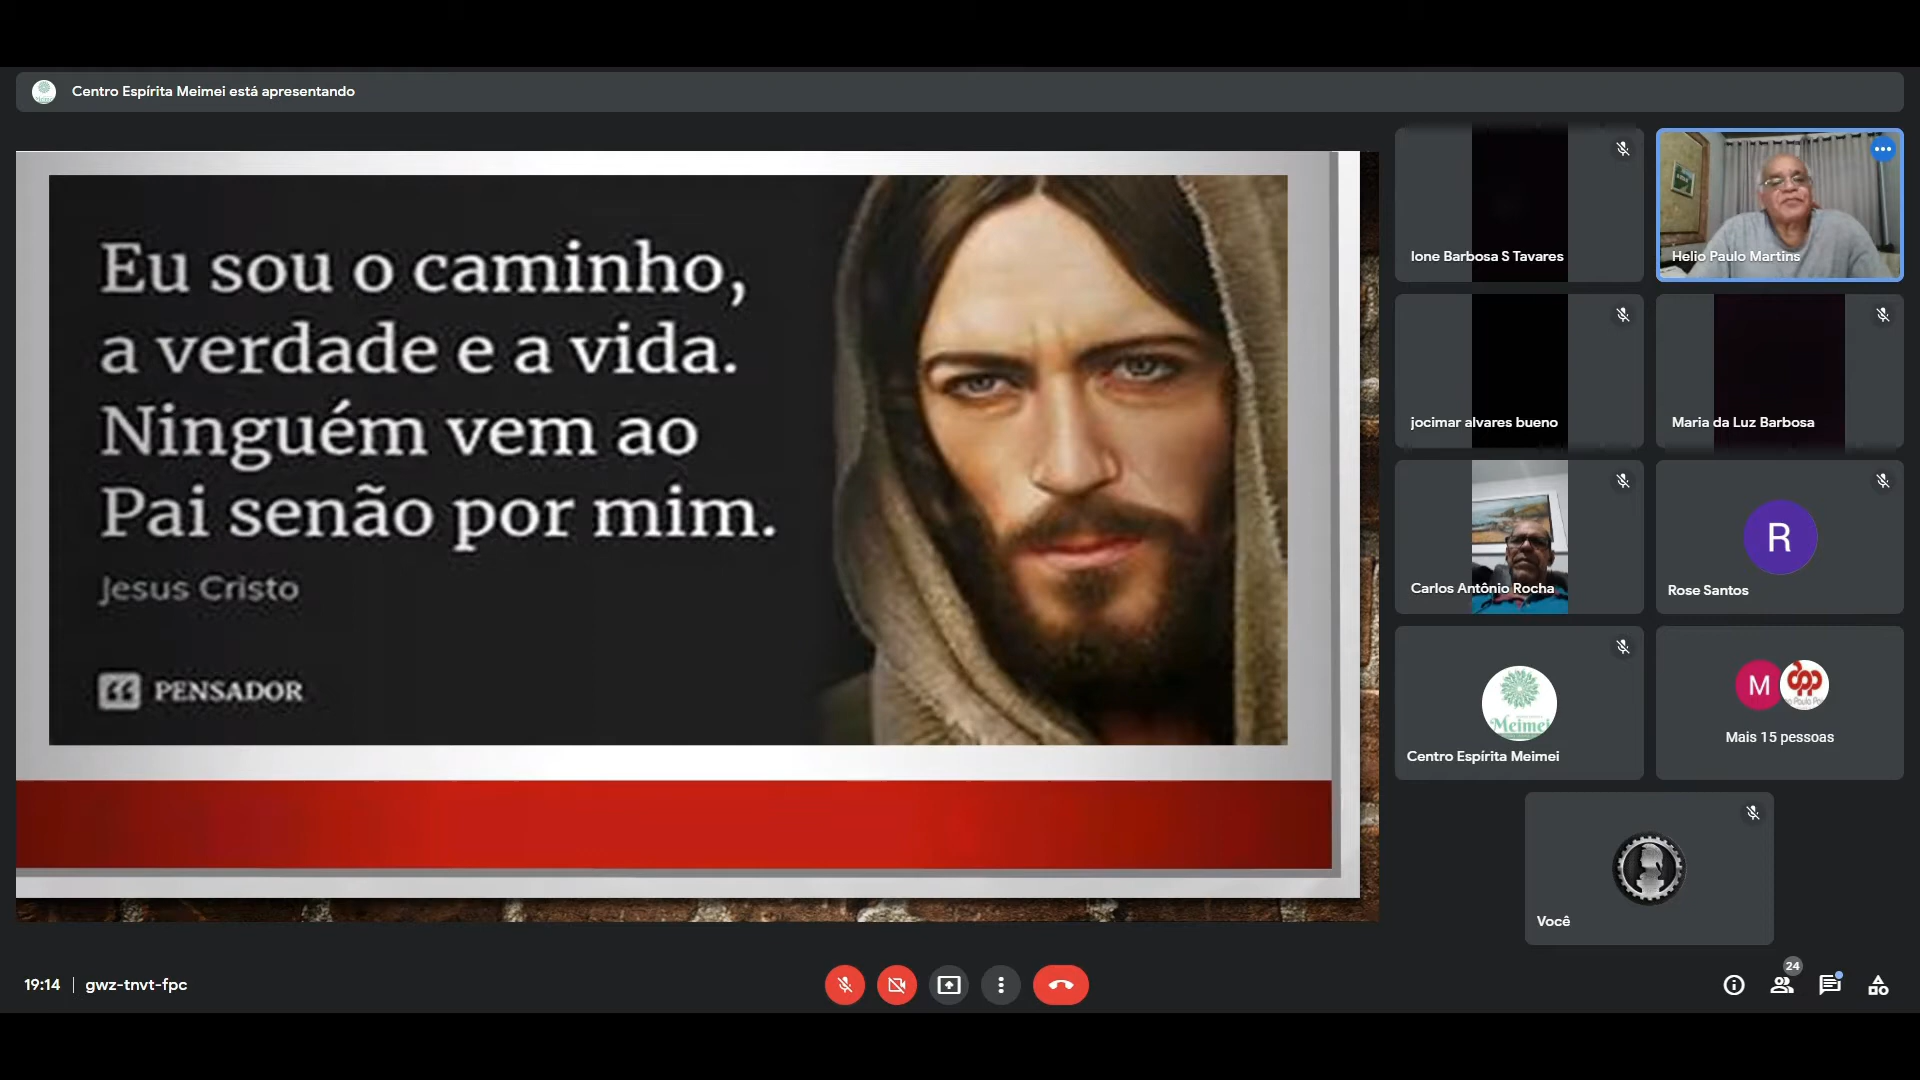 Centro Espírita Meimei está apresentando
Eu sou o caminho,
a verdade e a vida.
Ninguém vem ao
Pai senão por mim.
Jesus Cristo
PENSADOR
Ione Barbosa S Tavares
Helio Paulo Martins
jocimar alvares bueno
Maria da Luz Barbosa
Carlos Antônio Rocha
R
Rose Santos
Meimei
Centro Espírita Meimei
M
Mais 15 pessoas
Você
19:14 | gwz-tnvt-fpc
24